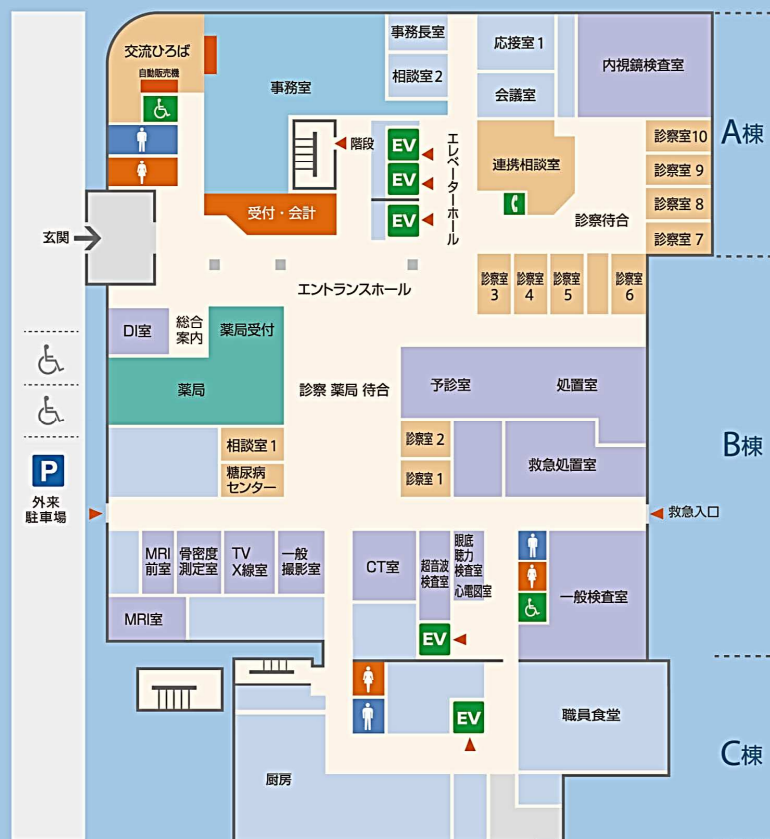 交流ひろば
自動販売機
事務室
事務長室
相談室2
応接室1
会議室
内視鏡検査室
A棟
階段
EV
EV
EV
エレベーターホール
連携相談室
診察室10
診察室 9
診察室 8
診察室 7
診察待合
受付・会計
玄関
エントランスホール
診察室
3
診察室
4
診察室
5
診察室
6
DI室
総合
案内
薬局受付
薬局
診察 薬局 待合
予診室
処置室
相談室 1
糖尿病
センター
診察室 2
診察室 1
救急処置室
B棟
P
外来
駐車場
救急入口
MRI
前室
骨密度
測定室
TV
X線室
一般
撮影室
CT室
超音波
検査室
眼底
聴力
検査室
心電図室
一般検査室
MRI室
EV
EV
職員食堂
厨房
C棟